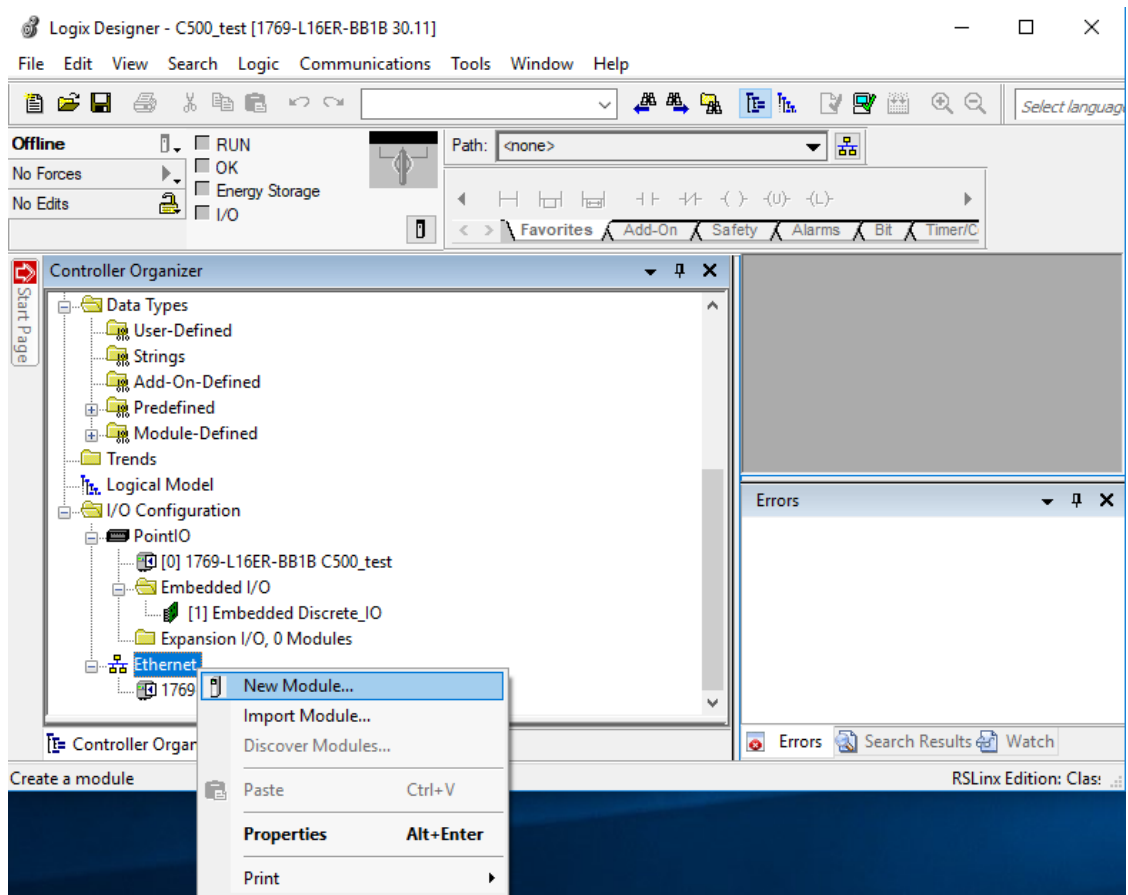 Logix Designer - C500_test [1769-L16ER-BB1B 30.11]
File Edit View Search Logic Communications Tools Window Help
Select languag
Offline
RUN
Path: <none>
No Forces
OK
Energy Storage
No Edits
I/O
-(U)- -(L)-
Favorites Add-On Safety Alarms Bit Timer/C
Start Page
Controller Organizer
Data Types
User-Defined
Strings
Add-On-Defined
Predefined
Module-Defined
Trends
Logical Model
I/O Configuration
PointIO
[0] 1769-L16ER-BB1B C500_test
Embedded I/O
[1] Embedded Discrete_IO
Expansion I/O, 0 Modules
Ethernet
1769
New Module...
Import Module...
Discover Modules...
Paste Ctrl+V
Properties Alt+Enter
Print
Errors
Controller Organ
Errors Search Results Watch
Create a module
RSLinx Edition: Clas: